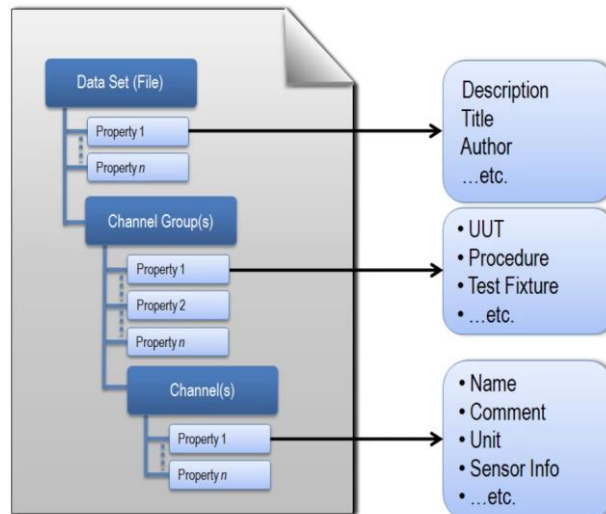 Data Set (File)
Property 1
Property n
Description
Title
Author
...etc.
Channel Group(s)
Property 1
Property 2
Property n
• UUT
• Procedure
• Test Fixture
• ...etc.
Channel(s)
Property 1
Property n
• Name
• Comment
• Unit
• Sensor Info
• ...etc.